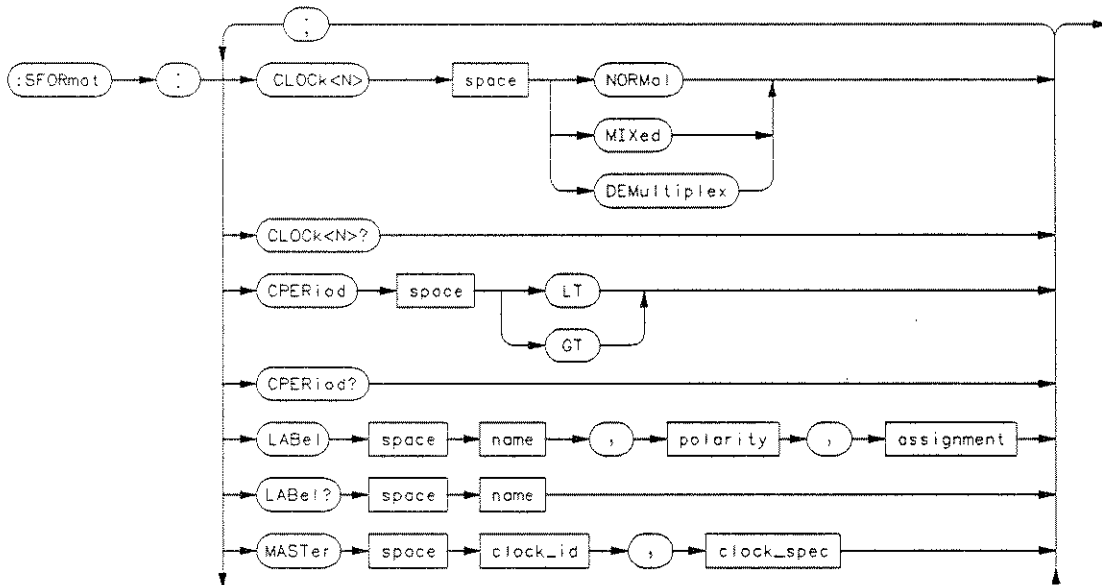 ;
:SFORmat : CLOCk<N> space NORMal
MIXed
DEMultiplex
CLOCk<N>?
CPERiod space LT
GT
CPERiod?
LABel space name , polarity , assignment
LABel? space name
MASTer space clock_id , clock_spec